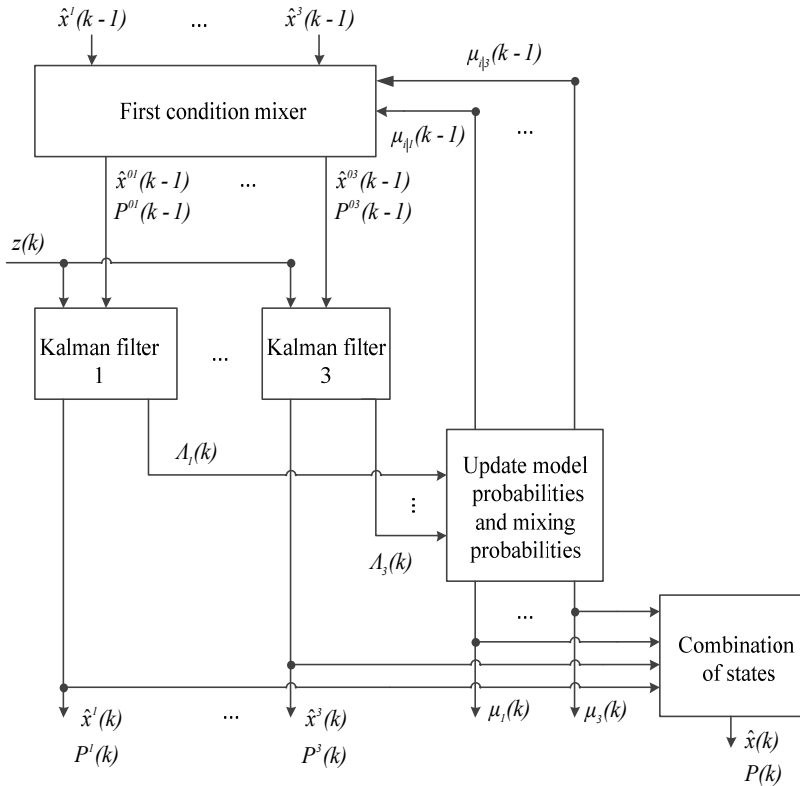 x̂¹(k-1) ... x̂³(k-1)
μᵢ|₃(k-1)
First condition mixer
μᵢ|₁(k-1) ...
x̂⁰¹(k-1) ... x̂⁰³(k-1)
P⁰¹(k-1) P⁰³(k-1)
z(k)
Kalman filter
1
...
Kalman filter
3
Λ₁(k)
Update model
probabilities
and mixing
probabilities
...
Λ₃(k)
...
Combination
of states
x̂¹(k) ... x̂³(k) μ₁(k) μ₃(k)
P¹(k) P³(k)
x̂(k)
P(k)